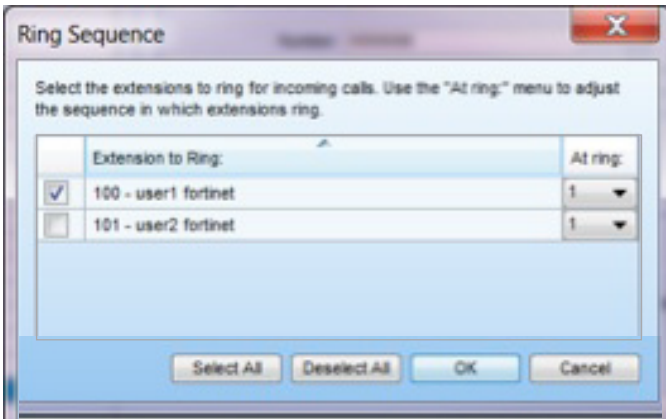 Ring Sequence
Select the extensions to ring for incoming calls. Use the "At ring:" menu to adjust
the sequence in which extensions ring.
Extension to Ring: At ring:
100 - user1 fortinet 1
101 - user2 fortinet 1
Select All Deselect All OK Cancel